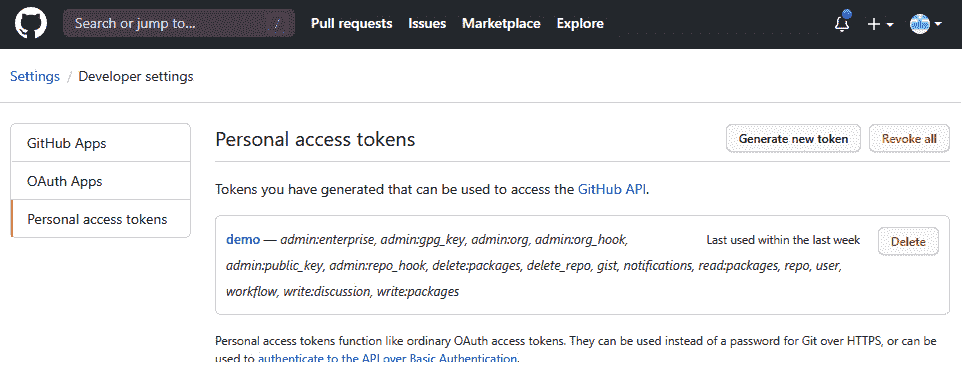 Search or jump to... /
Pull requests Issues Marketplace Explore
Settings / Developer settings
GitHub Apps
OAuth Apps
Personal access tokens
Personal access tokens
Generate new token
Revoke all
Tokens you have generated that can be used to access the GitHub API.
demo — admin:enterprise, admin:gpg_key, admin:org, admin:org_hook,
admin:public_key, admin:repo_hook, delete:packages, delete_repo, gist, notifications, read:packages, repo, user,
workflow, write:discussion, write:packages
Last used within the last week
Delete
Personal access tokens function like ordinary OAuth access tokens. They can be used instead of a password for Git over HTTPS, or can be
used to authenticate to the API over Basic Authentication.